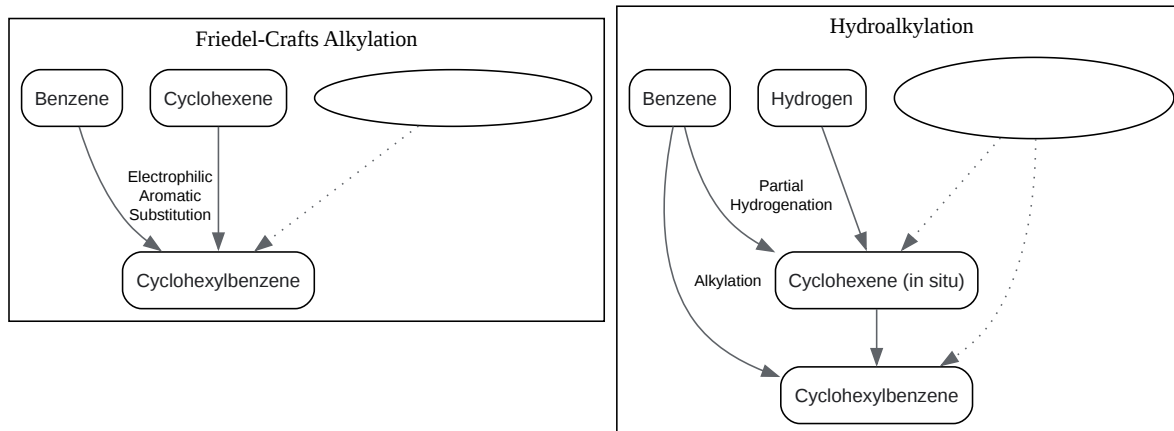 Friedel-Crafts Alkylation
Benzene
Cyclohexene
Electrophilic
Aromatic
Substitution
Cyclohexylbenzene
Hydroalkylation
Benzene
Hydrogen
Partial
Hydrogenation
Cyclohexene (in situ)
Alkylation
Cyclohexylbenzene